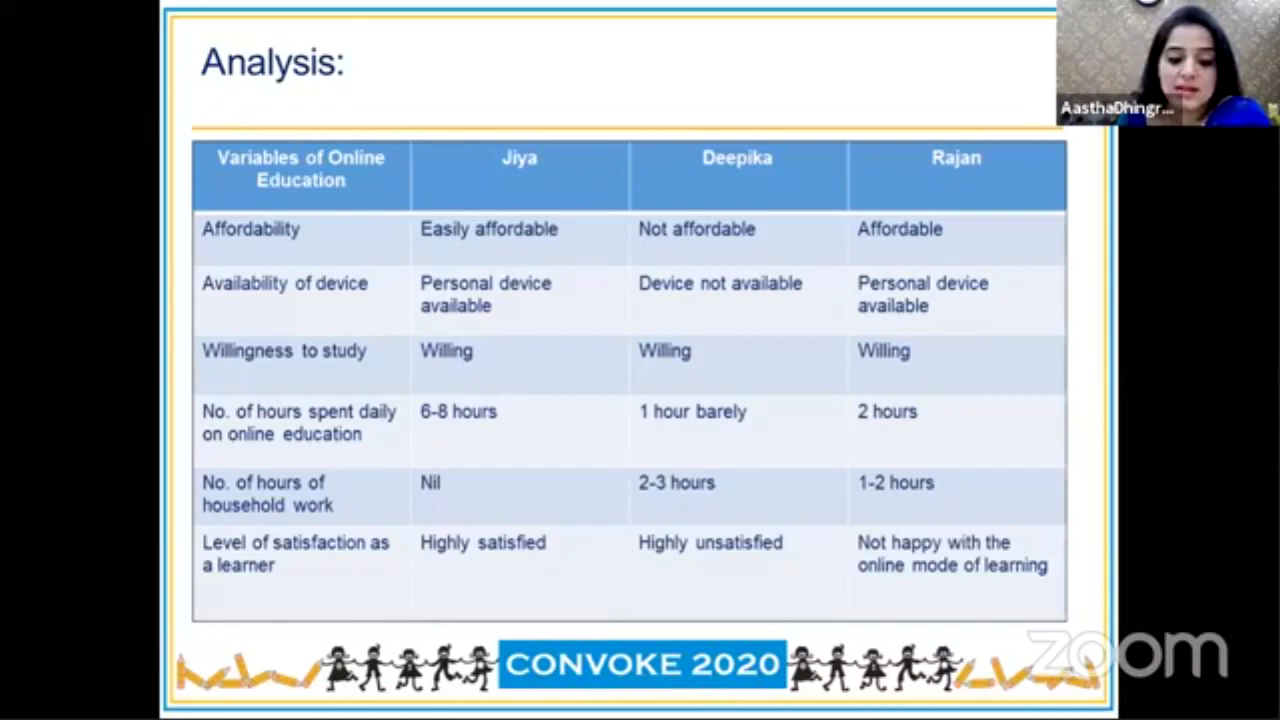 Analysis:
AasthaDhingr...
Variables of Online
Education
Jiya
Deepika
Rajan
Affordability
Easily affordable
Not affordable
Affordable
Availability of device
Personal device
available
Device not available
Personal device
available
Willingness to study
Willing
Willing
Willing
No. of hours spent daily
on online education
6-8 hours
1 hour barely
2 hours
No. of hours of
household work
Nil
2-3 hours
1-2 hours
Level of satisfaction as
a learner
Highly satisfied
Highly unsatisfied
Not happy with the
online mode of learning
CONVOKE 2020
zoom